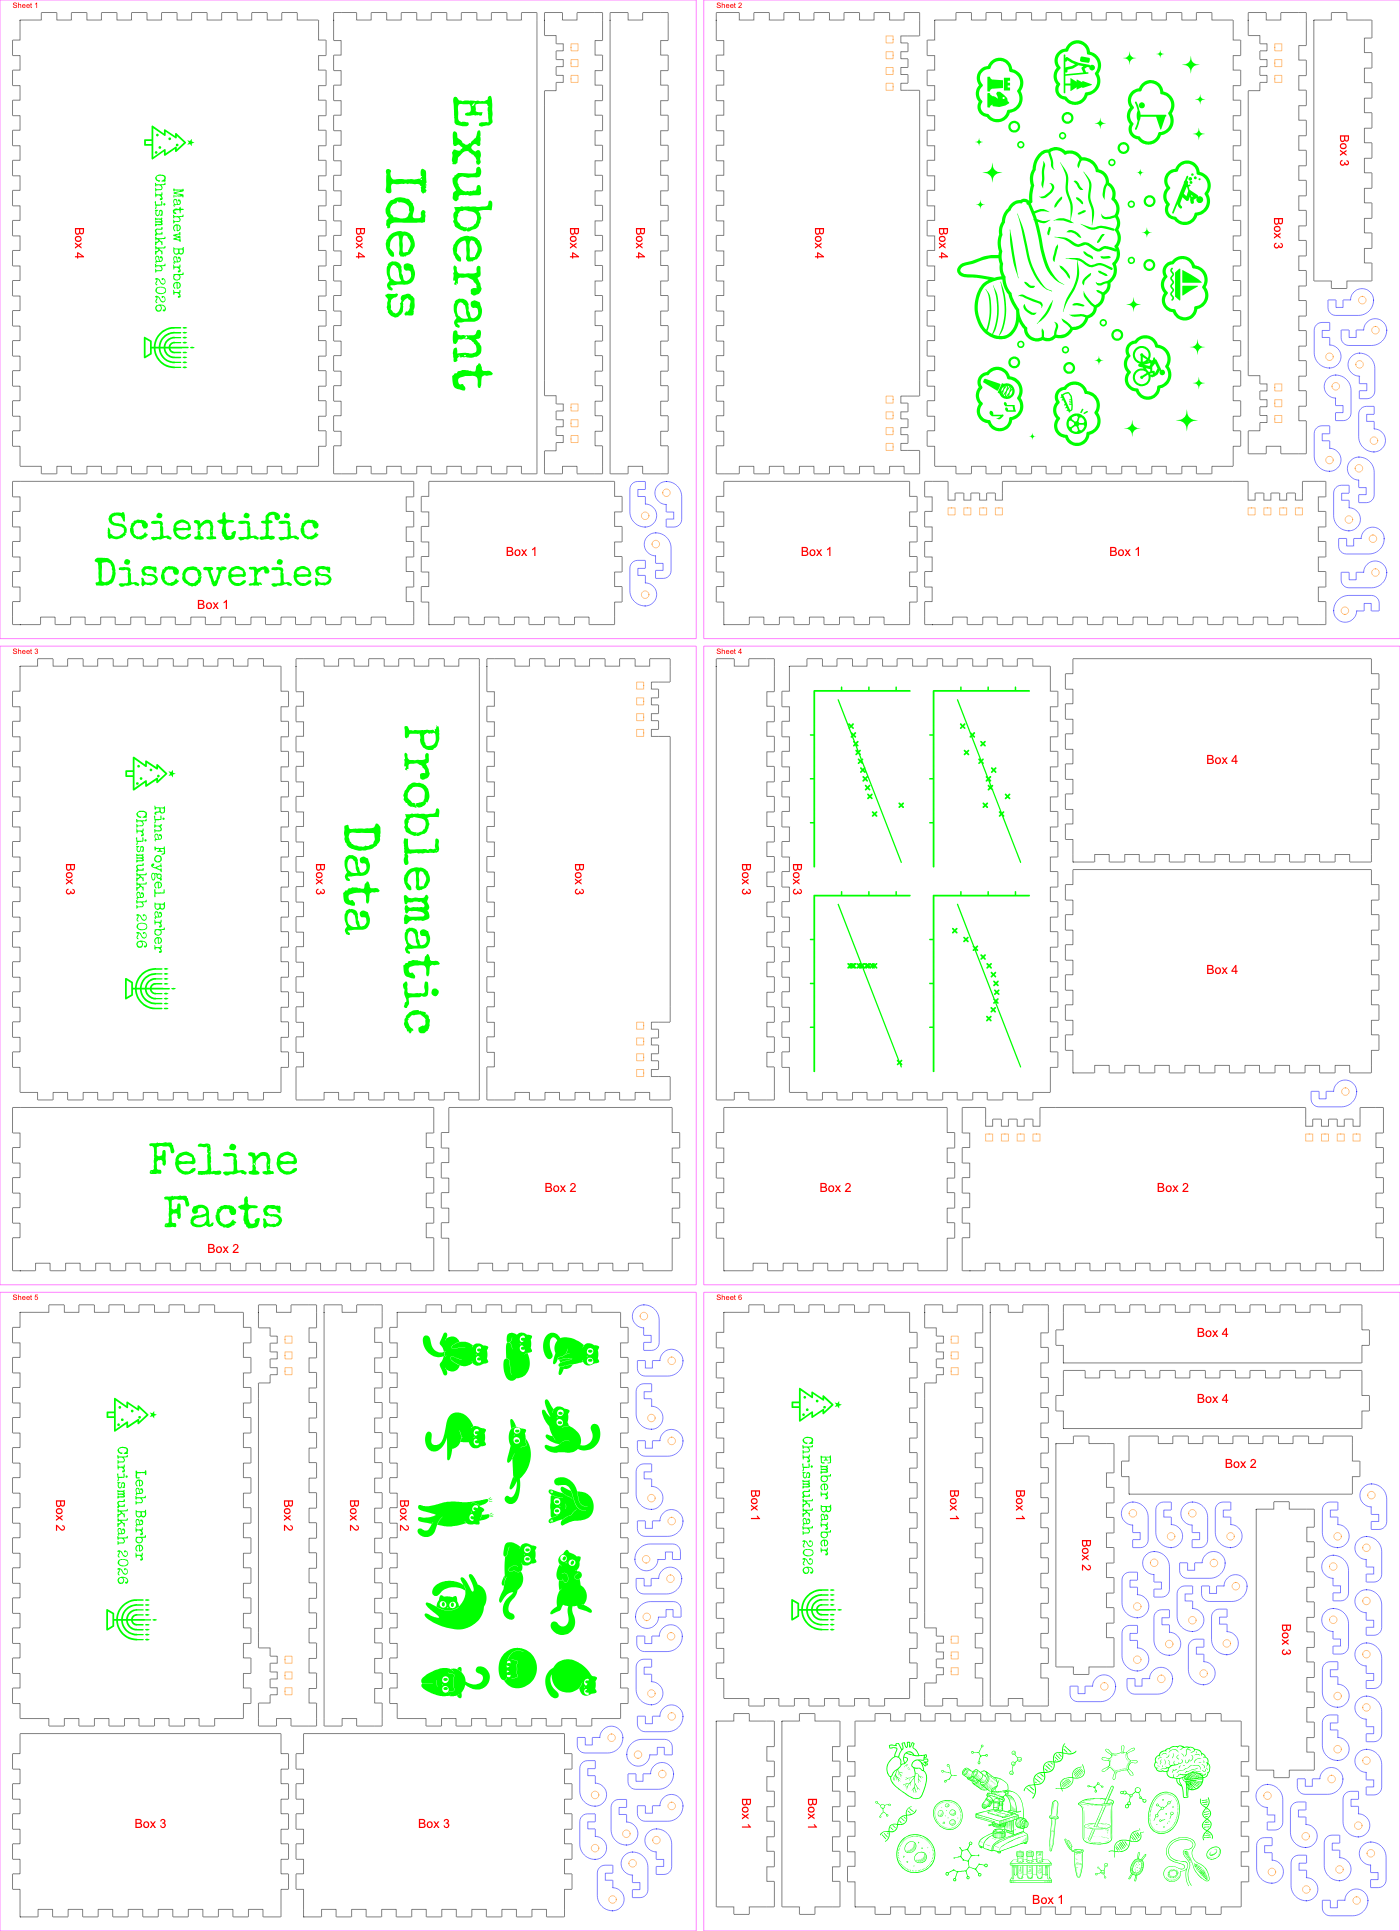 Sheet 1
Box 4
Mathew Barber
Chrismukkah 2026
Box 4
Exuberant
Ideas
Box 4
Box 4
Scientific
Discoveries
Box 1
Box 1
Sheet 2
Box 4
Box 4
Box 3
Box 3
Box 1
Box 1
Sheet 3
Box 3
Rina Foygel Barber
Chrismukkah 2026
Box 3
Problematic
Data
Box 3
Feline
Facts
Box 2
Box 2
Sheet 4
Box 3
Box 3
Box 4
Box 4
Box 2
Box 2
Sheet 5
Box 2
Leah Barber
Chrismukkah 2026
Box 2
Box 2
Box 2
Box 3
Box 3
Sheet 6
Box 1
Ember Barber
Chrismukkah 2026
Box 1
Box 1
Box 4
Box 4
Box 2
Box 2
Box 3
Box 1
Box 1
Box 1